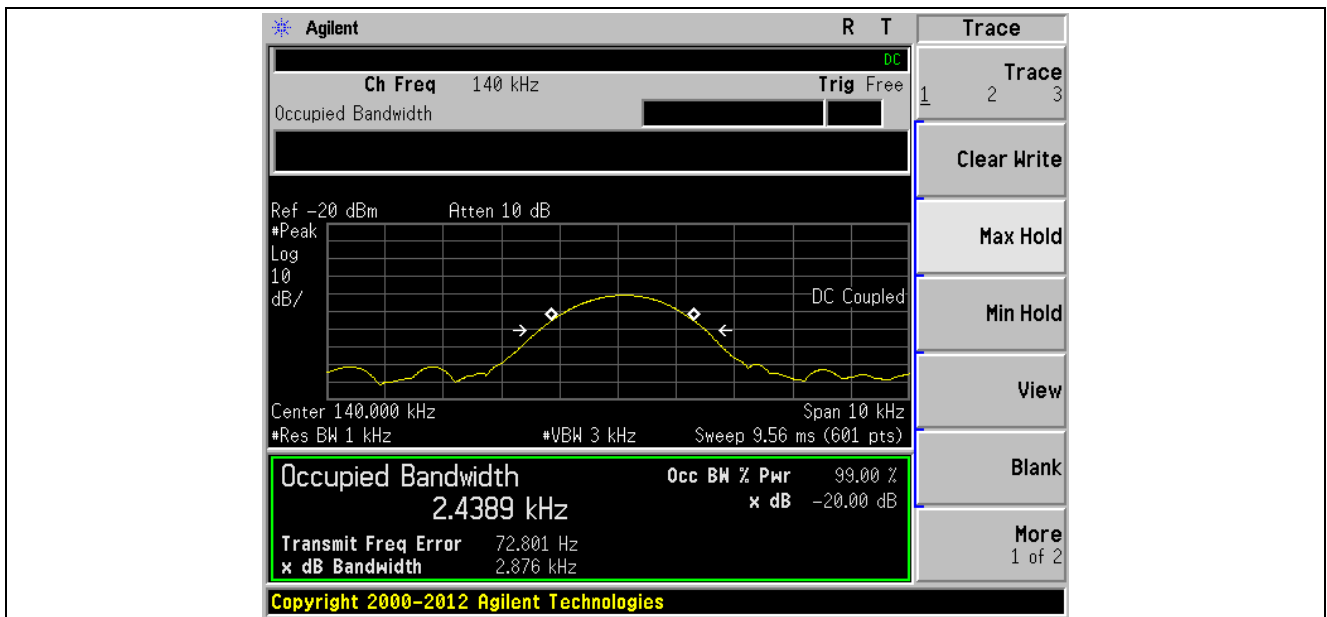 Agilent R T
Trace
DC
Ch Freq 140 kHz Trig Free
Occupied Bandwidth
Trace
1 2 3
Clear Write
Max Hold
Min Hold
View
Blank
More
1 of 2
Ref -20 dBm Atten 10 dB
#Peak
Log
10
dB/
DC Coupled
Center 140.000 kHz Span 10 kHz
#Res BW 1 kHz #VBW 3 kHz Sweep 9.56 ms (601 pts)
Occupied Bandwidth Occ BW % Pwr 99.00 %
2.4389 kHz x dB -20.00 dB
Transmit Freq Error 72.801 Hz
x dB Bandwidth 2.876 kHz
Copyright 2000-2012 Agilent Technologies